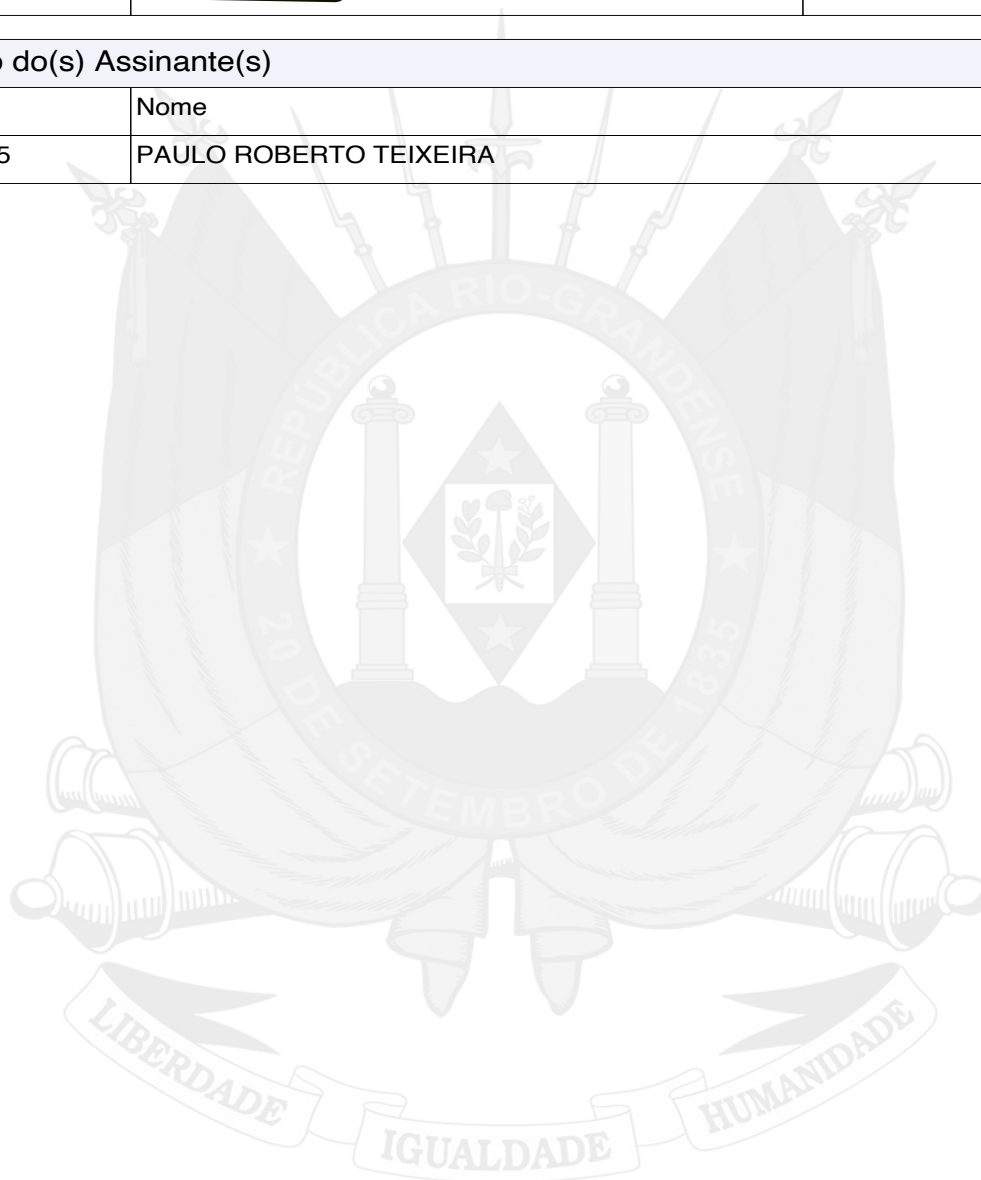 o do(s) Assinante(s)
Nome
5 PAULO ROBERTO TEIXEIRA
REPÚBLICA RIO-GRANDENSE
★ 20 DE SETEMBRO DE 1835 ★
LIBERDADE IGUALDADE HUMANIDADE